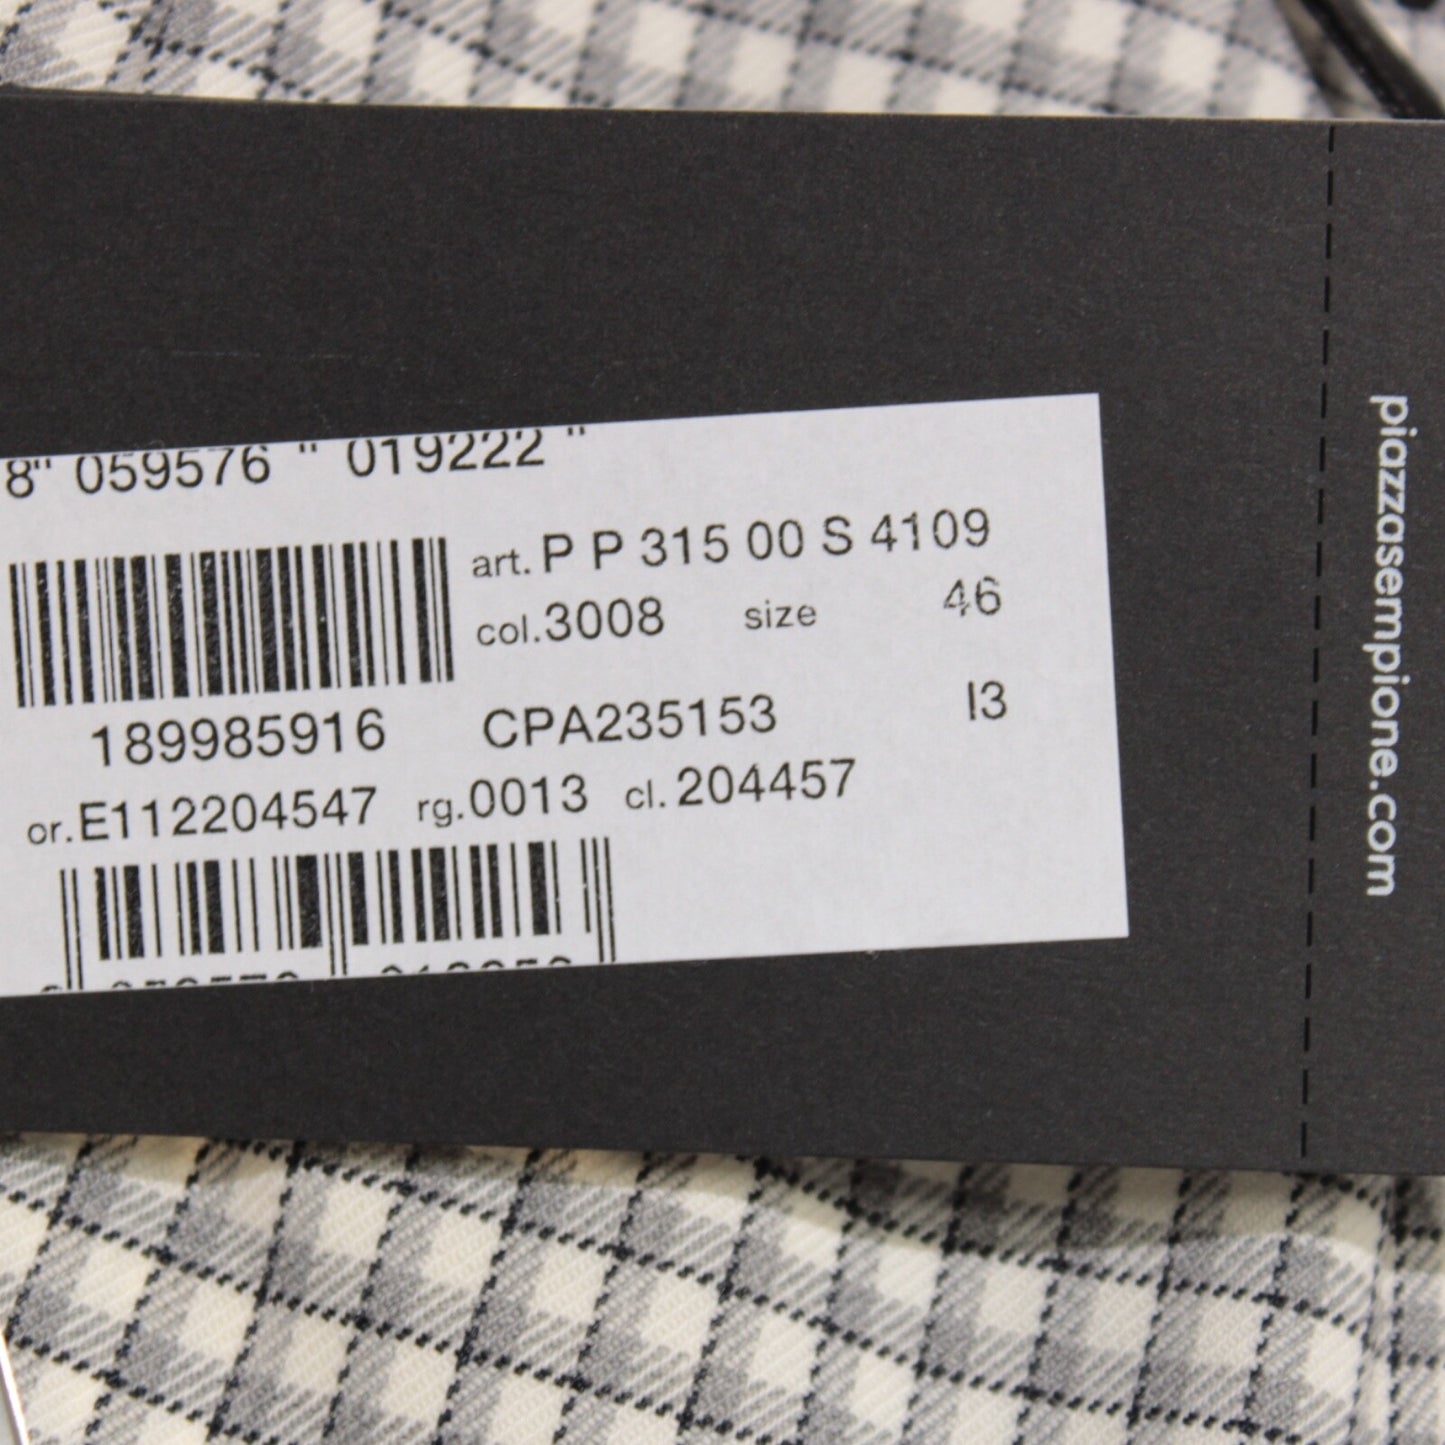 8" 059576 " 019222 "
art. P P 315 00 S 4109
col.3008 size 46
189985916 CPA235153 I3
or.E112204547 rg.0013 cl.204457
piazzasempione.com